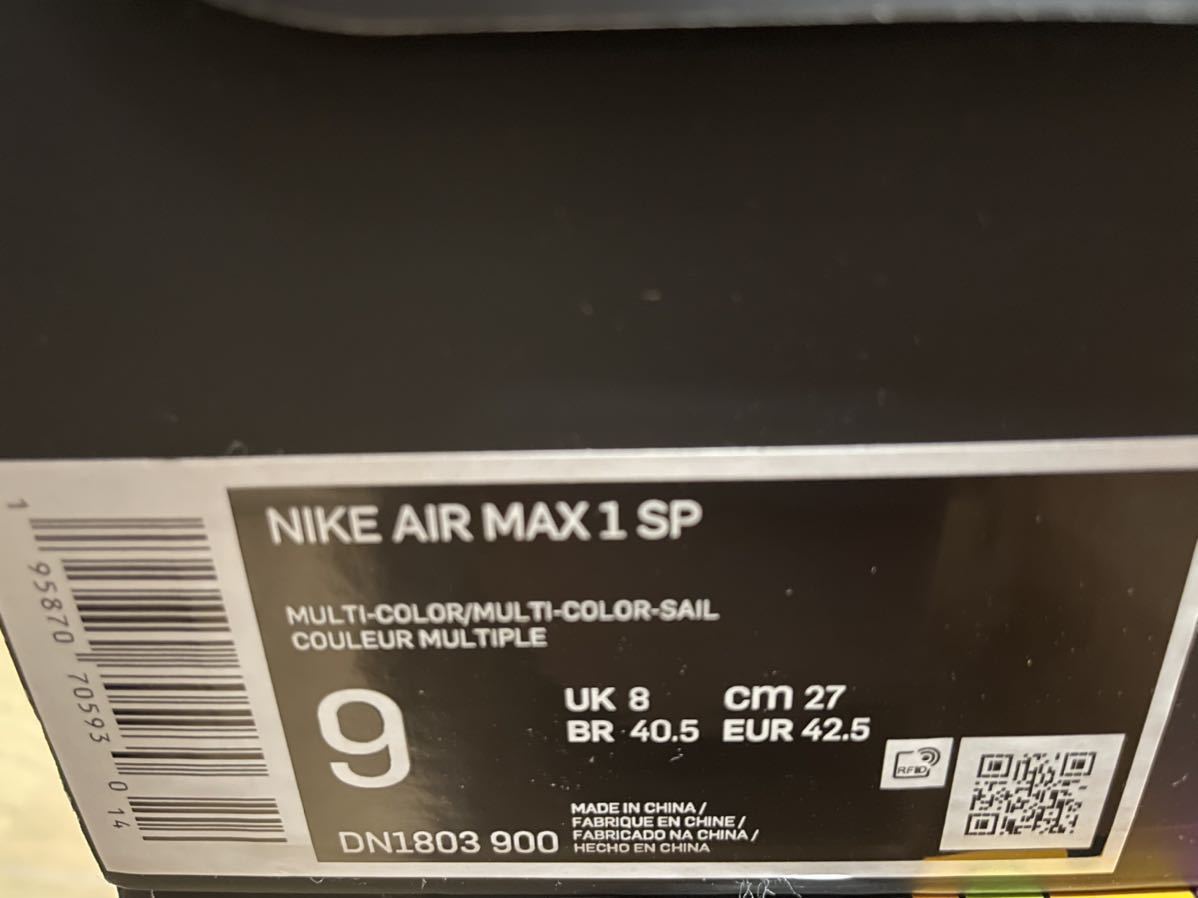 NIKE AIR MAX 1 SP
MULTI-COLOR/MULTI-COLOR-SAIL
COULEUR MULTIPLE
9
UK 8 cm 27
BR 40.5 EUR 42.5
RFID
DN1803 900
MADE IN CHINA /
FABRIQUE EN CHINE /
FABRICADO NA CHINA /
HECHO EN CHINA
1 95870 70593 0 14